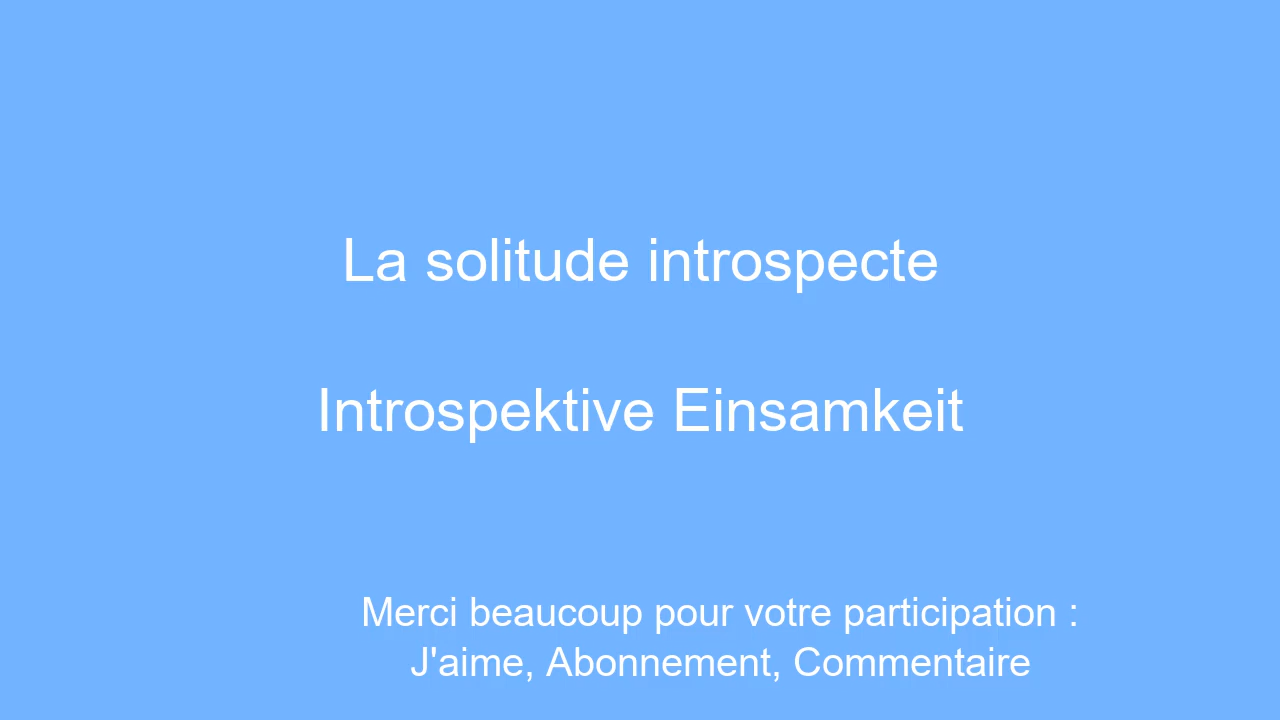 La solitude introspecte
Introspektive Einsamkeit
Merci beaucoup pour votre participation :
J'aime, Abonnement, Commentaire